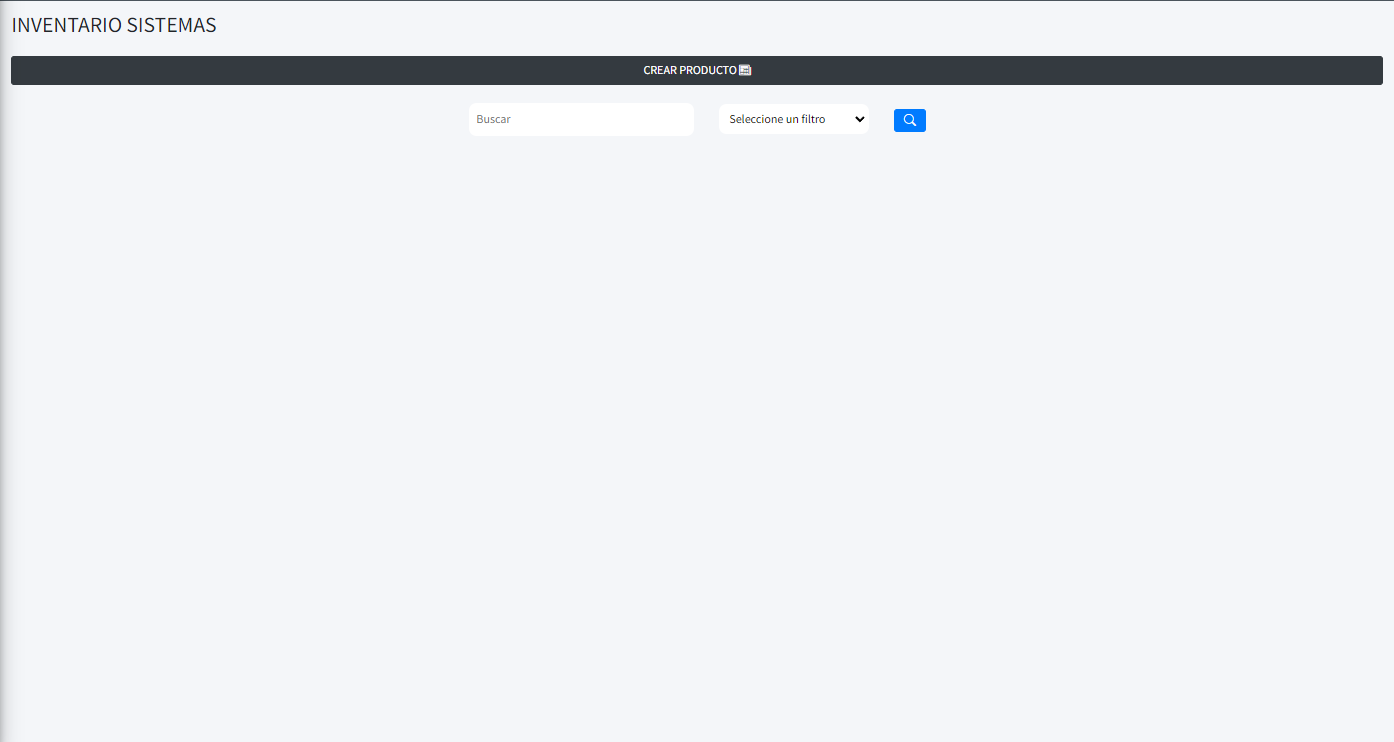 INVENTARIO SISTEMAS
CREAR PRODUCTO
Buscar
Seleccione un filtro